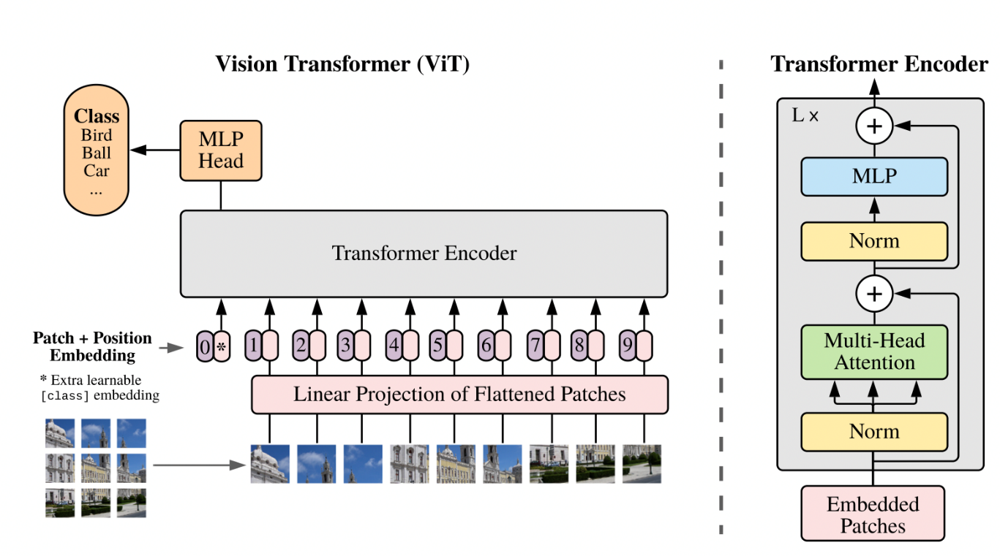 Vision Transformer (ViT)
Class
Bird
Ball
Car
...
MLP
Head
Transformer Encoder
Patch + Position
Embedding
0 * 1 2 3 4 5 6 7 8 9
* Extra learnable
[class] embedding
Linear Projection of Flattened Patches
Transformer Encoder
L ×
+
MLP
Norm
+
Multi-Head
Attention
Norm
Embedded
Patches